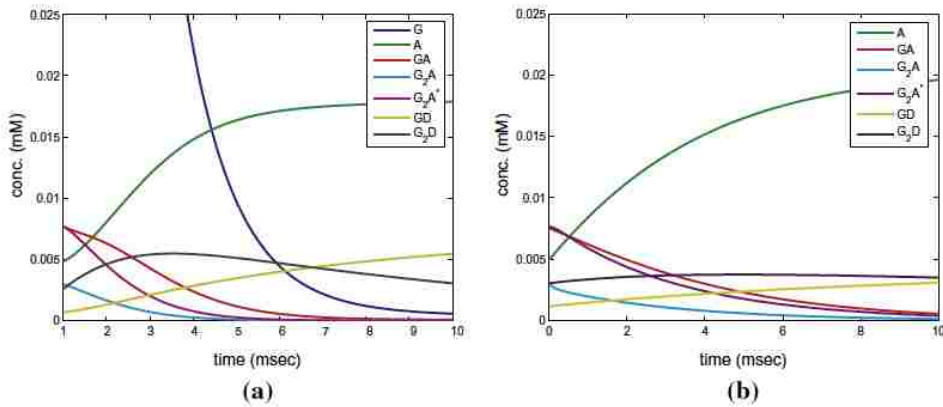 0.025
0.02
0.015
0.01
0.005
0
conc. (mM)
1 2 3 4 5 6 7 8 9 10
time (msec)
G
A
GA
G₂A
G₂A*
GD
G₂D
(a)
0.025
0.02
0.015
0.01
0.005
0
conc. (mM)
0 2 4 6 8 10
time (msec)
A
GA
G₂A
G₂A*
GD
G₂D
(b)